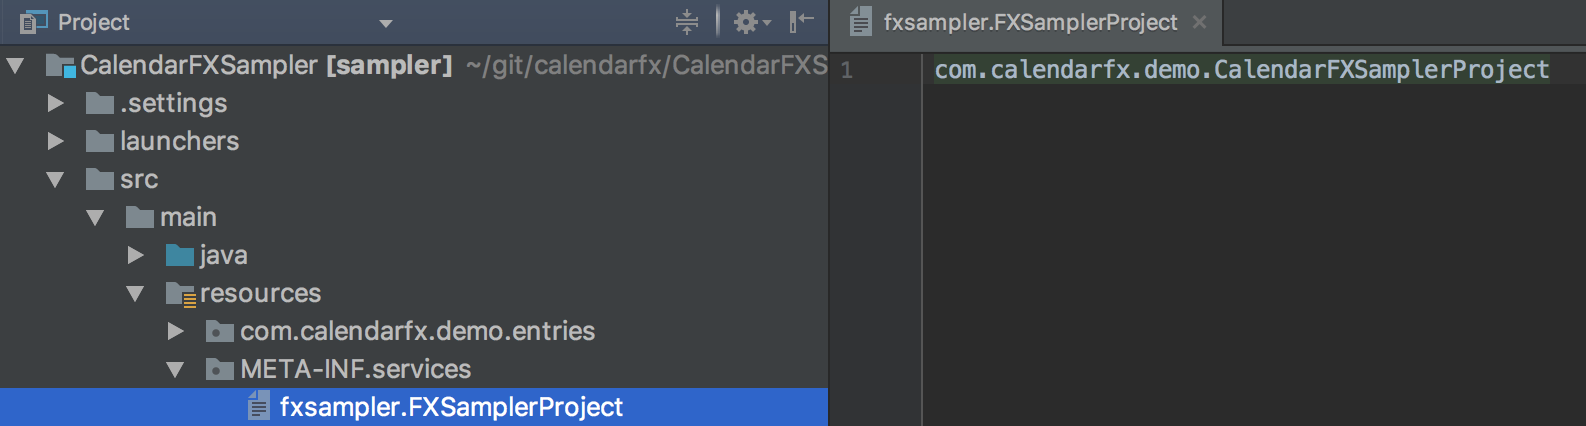 Project
CalendarFXSampler [sampler] ~/git/calendarfx/CalendarFXS
.settings
launchers
src
main
java
resources
com.calendarfx.demo.entries
META-INF.services
fxsampler.FXSamplerProject
fxsampler.FXSamplerProject
1 com.calendarfx.demo.CalendarFXSamplerProject